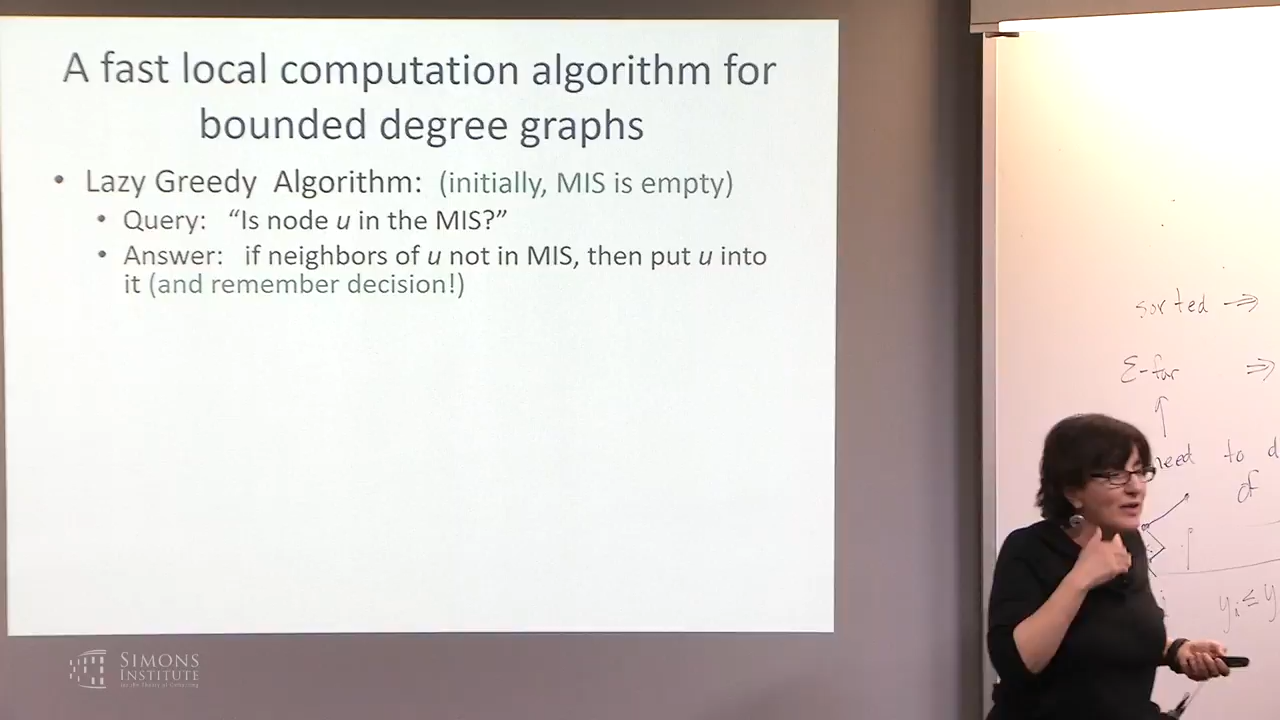 A fast local computation algorithm for
bounded degree graphs
• Lazy Greedy Algorithm: (initially, MIS is empty)
• Query: “Is node u in the MIS?”
• Answer: if neighbors of u not in MIS, then put u into
it (and remember decision!)
sorted ⇒
ε-far ⇒
need to d
of
y_i ≤ y
SIMONS
INSTITUTE